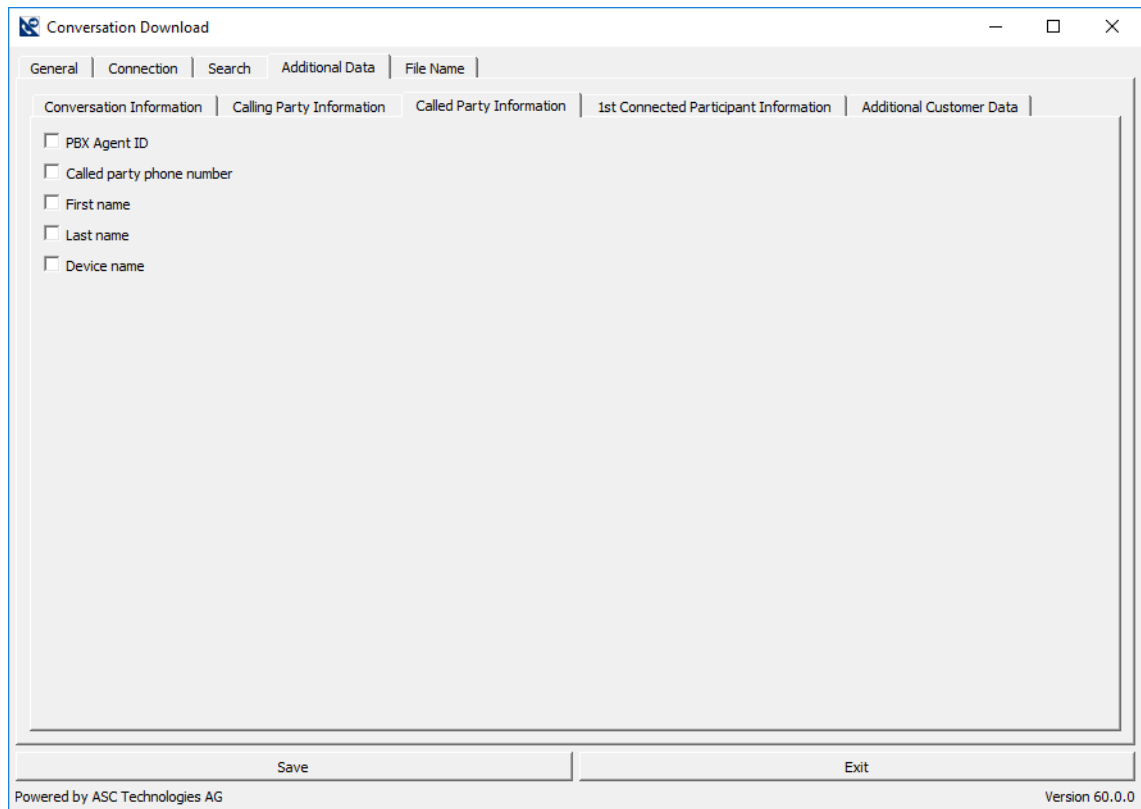 Conversation Download
General Connection Search Additional Data File Name
Conversation Information Calling Party Information Called Party Information 1st Connected Participant Information Additional Customer Data
PBX Agent ID
Called party phone number
First name
Last name
Device name
Save Exit
Powered by ASC Technologies AG Version 60.0.0